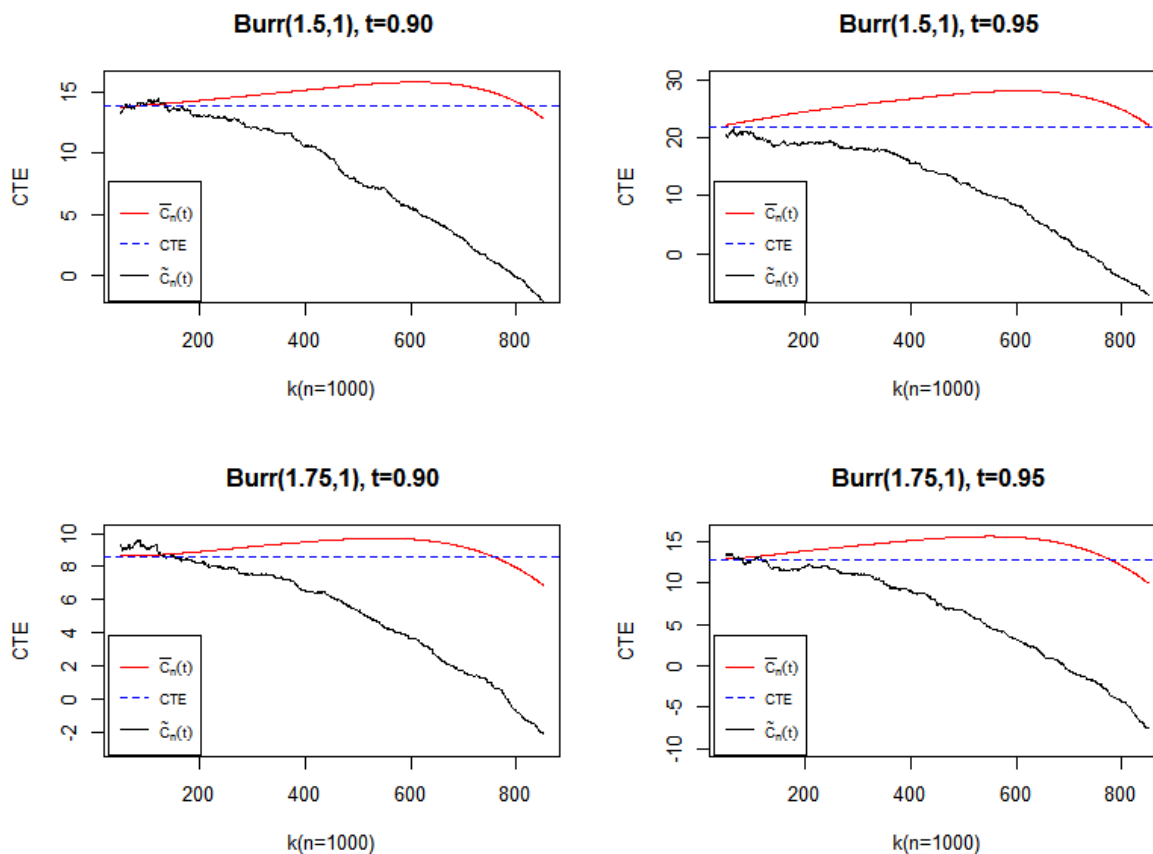 Burr(1.5,1), t=0.90
CTE
15
10
5
0
C̅ₙ(t)
CTE
C̃ₙ(t)
200 400 600 800
k(n=1000)
Burr(1.5,1), t=0.95
CTE
30
20
10
0
C̅ₙ(t)
CTE
C̃ₙ(t)
200 400 600 800
k(n=1000)
Burr(1.75,1), t=0.90
CTE
10
8
6
4
2
0
-2
C̅ₙ(t)
CTE
C̃ₙ(t)
200 400 600 800
k(n=1000)
Burr(1.75,1), t=0.95
CTE
15
10
5
0
-5
-10
C̅ₙ(t)
CTE
C̃ₙ(t)
200 400 600 800
k(n=1000)